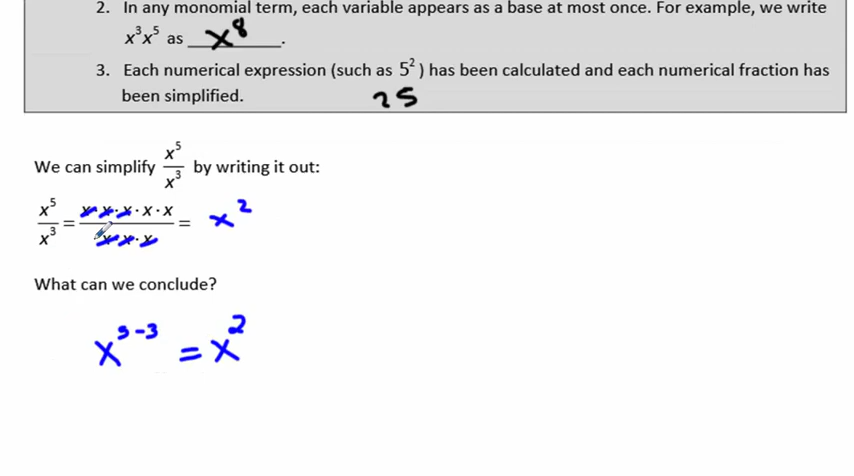 2. In any monomial term, each variable appears as a base at most once. For example, we write
x³x⁵ as x⁸.
3. Each numerical expression (such as 5²) has been calculated and each numerical fraction has
been simplified. 25
We can simplify x⁵/x³ by writing it out:
x⁵/x³ = x · x · x · x · x / x · x · x = x²
What can we conclude?
x⁵⁻³ = x²